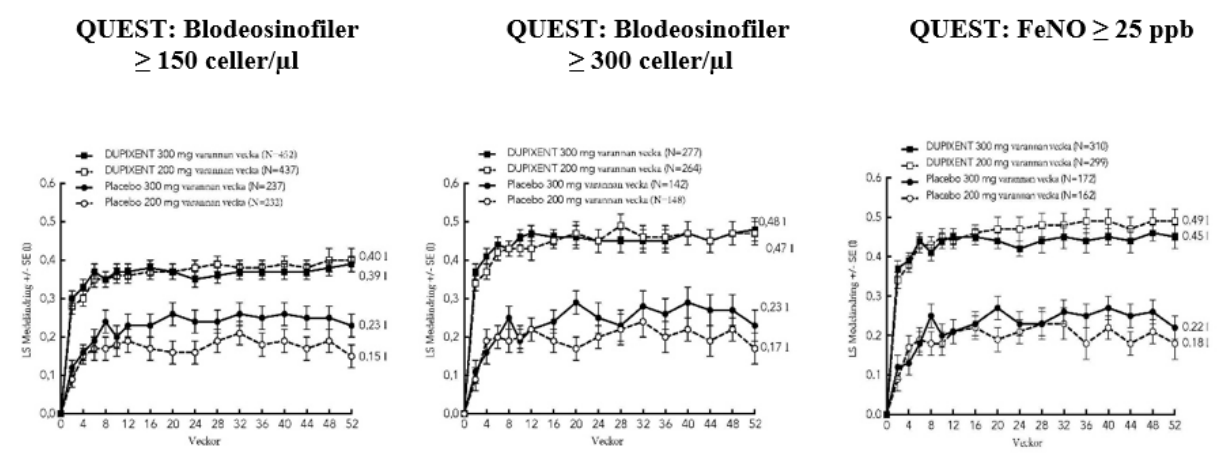 QUEST: Blodeosinofiler
≥ 150 celler/µl
DUPIXENT 300 mg varannan vecka (N=452)
DUPIXENT 200 mg varannan vecka (N=437)
Placebo 300 mg varannan vecka (N=237)
Placebo 200 mg varannan vecka (N=232)
LS Medeländring +/- SE (l)
0,6
0,5
0,4
0,3
0,2
0,1
0,0
0,40 l
0,39 l
0,23 l
0,15 l
0 4 8 12 16 20 24 28 32 36 40 44 48 52
Veckor
QUEST: Blodeosinofiler
≥ 300 celler/µl
DUPIXENT 300 mg varannan vecka (N=277)
DUPIXENT 200 mg varannan vecka (N=264)
Placebo 300 mg varannan vecka (N=142)
Placebo 200 mg varannan vecka (N=148)
LS Medeländring +/- SE (l)
0,6
0,5
0,4
0,3
0,2
0,1
0,0
0,48 l
0,47 l
0,23 l
0,17 l
0 4 8 12 16 20 24 28 32 36 40 44 48 52
Veckor
QUEST: FeNO ≥ 25 ppb
DUPIXENT 300 mg varannan vecka (N=310)
DUPIXENT 200 mg varannan vecka (N=299)
Placebo 300 mg varannan vecka (N=172)
Placebo 200 mg varannan vecka (N=162)
LS Medeländring +/- SE (l)
0,6
0,5
0,4
0,3
0,2
0,1
0,0
0,49 l
0,45 l
0,22 l
0,18 l
0 4 8 12 16 20 24 28 32 36 40 44 48 52
Veckor